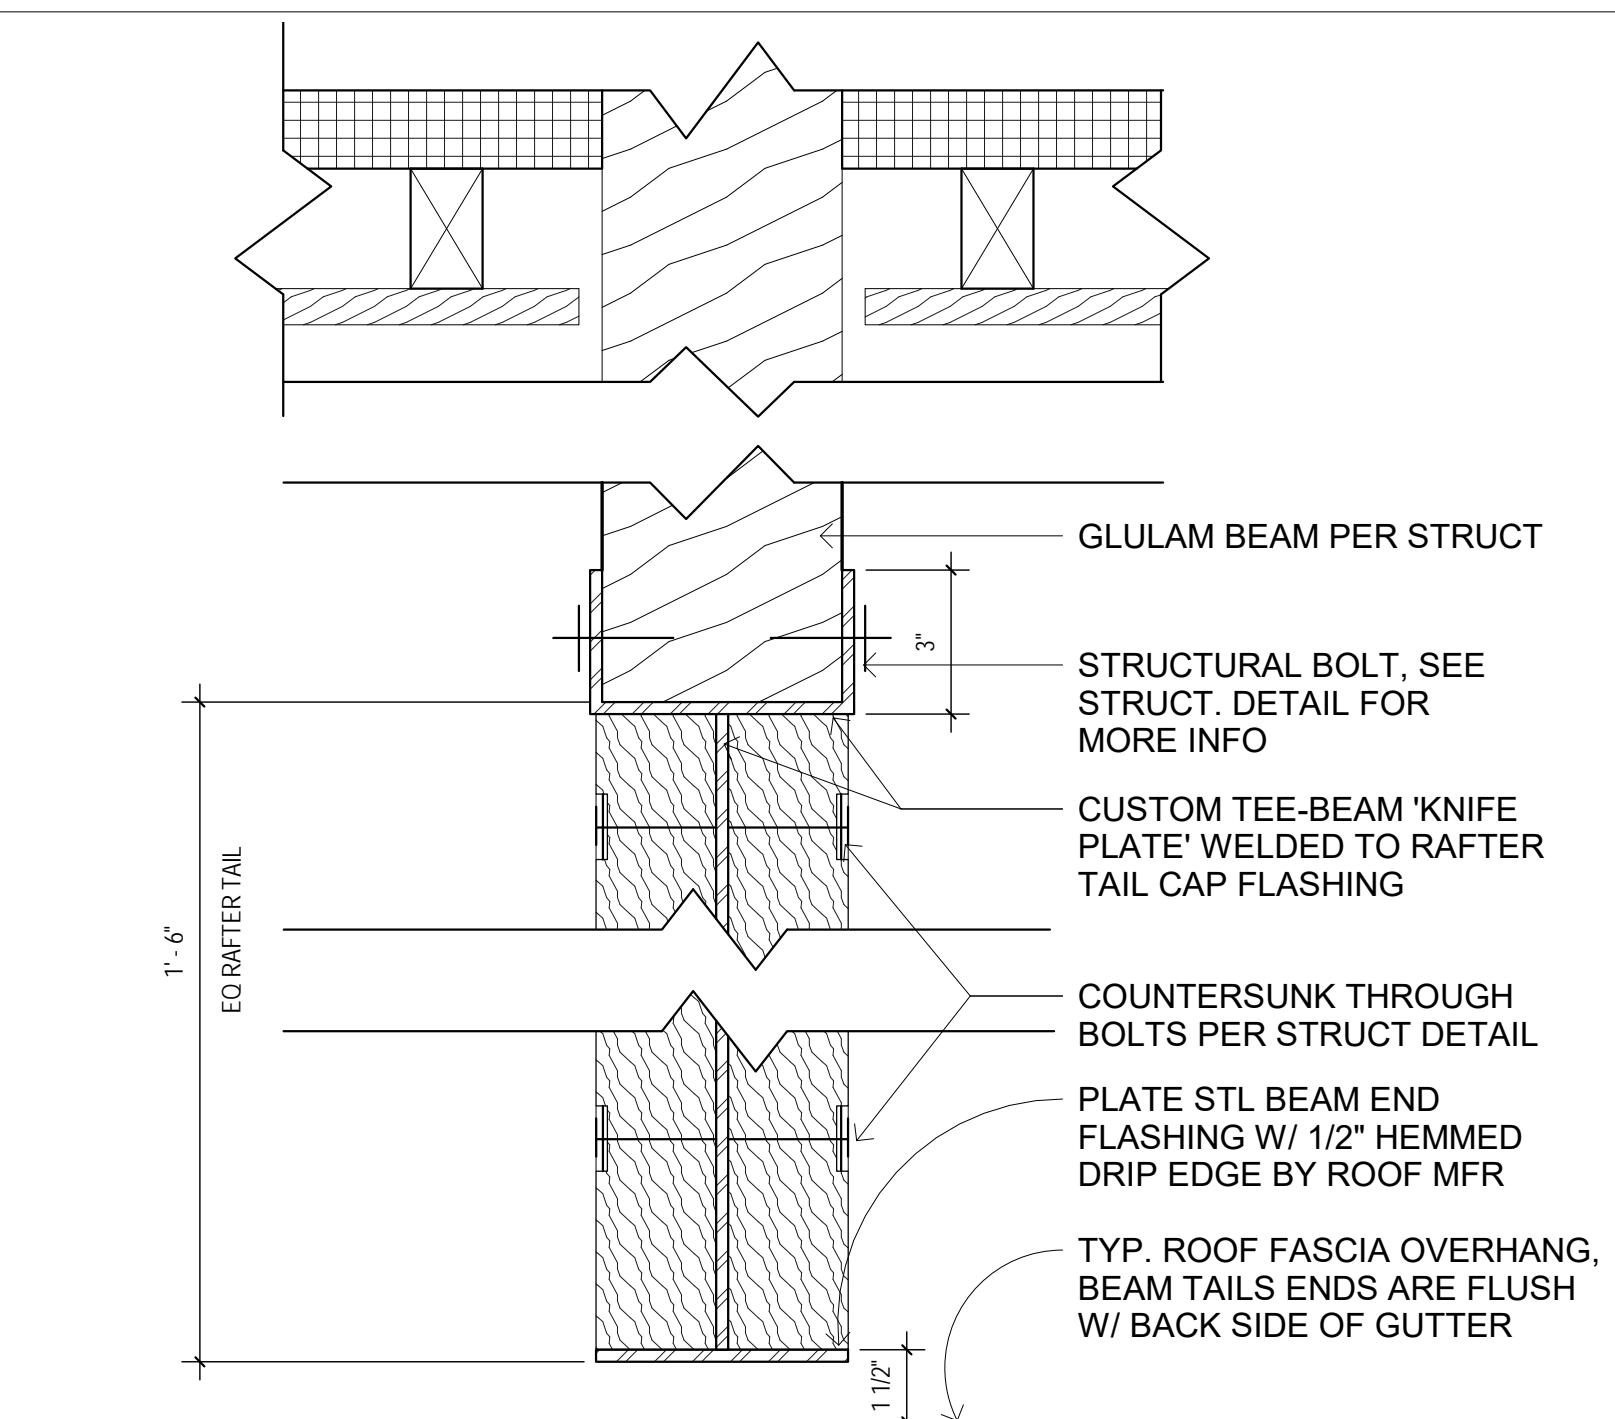 GLULAM BEAM PER STRUCT
3"
STRUCTURAL BOLT, SEE
STRUCT. DETAIL FOR
MORE INFO
CUSTOM TEE-BEAM 'KNIFE
PLATE' WELDED TO RAFTER
TAIL CAP FLASHING
1' - 6"
EQ RAFTER TAIL
COUNTERSUNK THROUGH
BOLTS PER STRUCT DETAIL
PLATE STL BEAM END
FLASHING W/ 1/2" HEMMED
DRIP EDGE BY ROOF MFR
TYP. ROOF FASCIA OVERHANG,
BEAM TAILS ENDS ARE FLUSH
W/ BACK SIDE OF GUTTER
1 1/2"